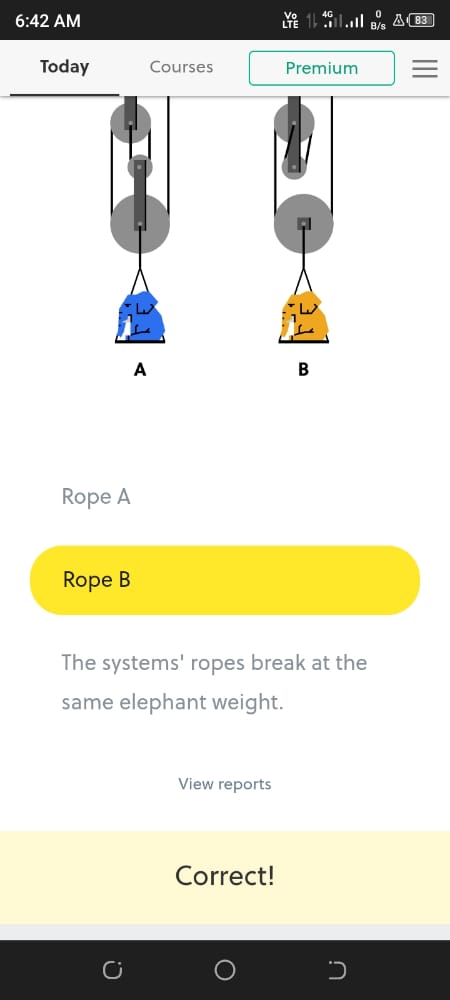 6:42 AM
Vo LTE 4G 0 B/s 83
Today Courses Premium
A B
Rope A
Rope B
The systems' ropes break at the
same elephant weight.
View reports
Correct!